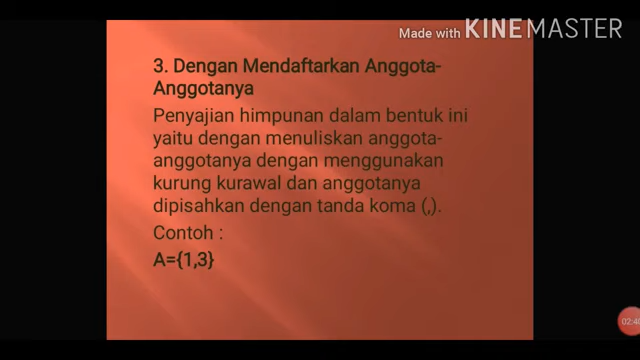 Made with KINEMASTER
3. Dengan Mendaftarkan Anggota-
Anggotanya
Penyajian himpunan dalam bentuk ini
yaitu dengan menuliskan anggota-
anggotanya dengan menggunakan
kurung kurawal dan anggotanya
dipisahkan dengan tanda koma (,).
Contoh :
A={1,3}